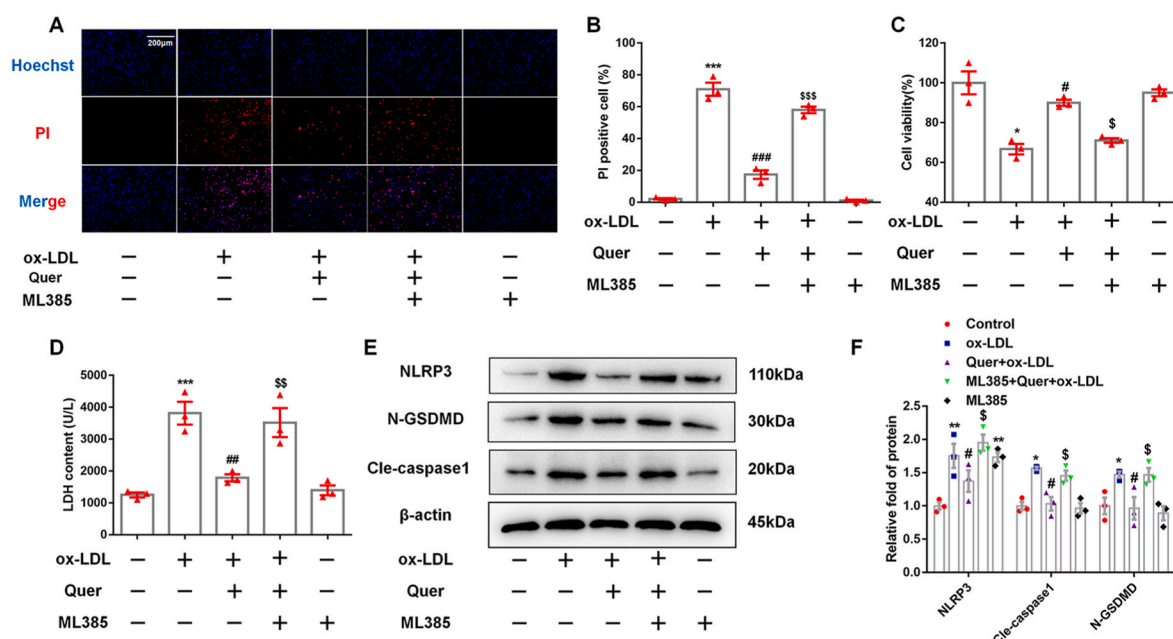 A
200μm
Hoechst
PI
Merge
ox-LDL − + + + −
Quer − − + + −
ML385 − − − + +
B
PI positive cell (%)
100
80
60
40
20
0
***
###
$$$
ox-LDL − + + + −
Quer − − + + −
ML385 − − − + +
C
Cell viability(%)
120
100
80
60
40
*
#
$
ox-LDL − + + + −
Quer − − + + −
ML385 − − − + −
D
LDH content (U/L)
5000
4000
3000
2000
1000
0
***
##
$$
ox-LDL − + + + −
Quer − − + + −
ML385 − − − + +
E
NLRP3 110kDa
N-GSDMD 30kDa
Cle-caspase1 20kDa
β-actin 45kDa
ox-LDL − + + + −
Quer − − + + −
ML385 − − − + +
F
Control
ox-LDL
Quer+ox-LDL
ML385+Quer+ox-LDL
ML385
Relative fold of protein
2.5
2.0
1.5
1.0
0.5
0.0
** # $ **
* # $
* # $
NLRP3
Cle-caspase1
N-GSDMD